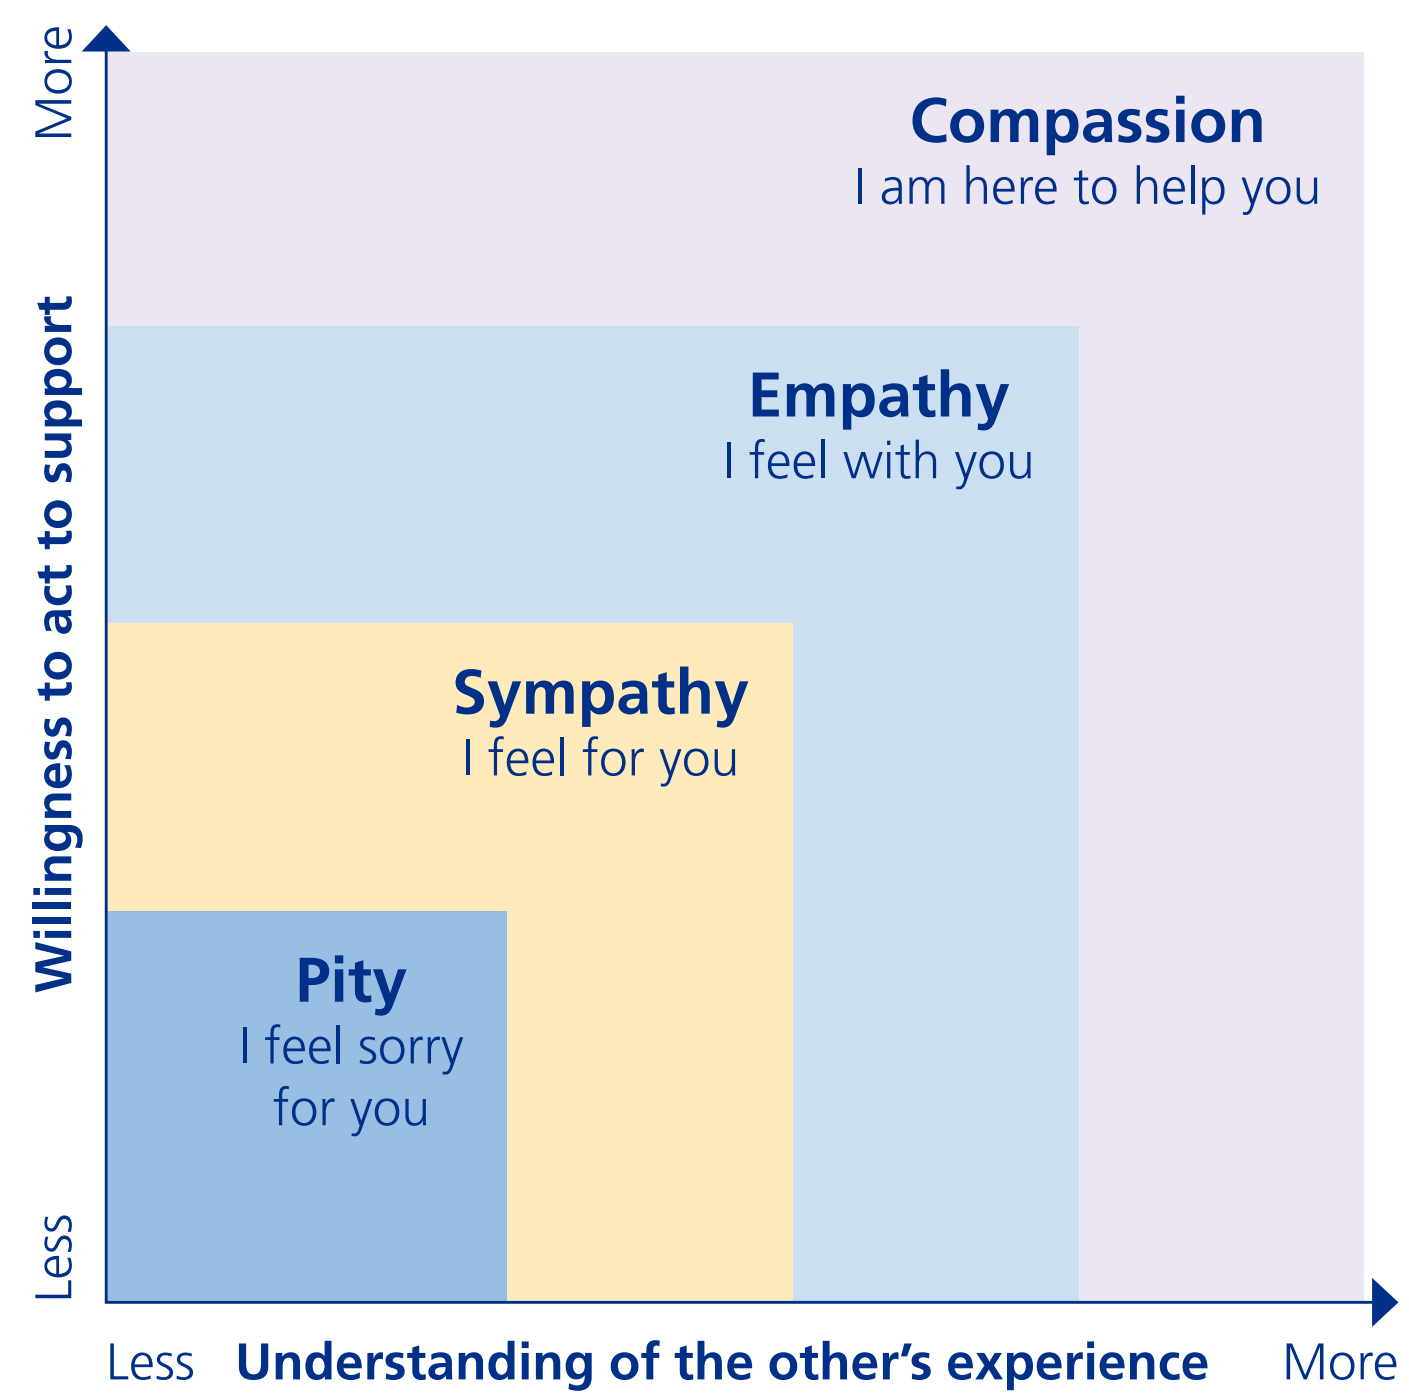 More
Compassion
I am here to help you
Empathy
I feel with you
Willingness to act to support
Sympathy
I feel for you
Pity
I feel sorry
for you
Less
Less
Understanding of the other's experience
More